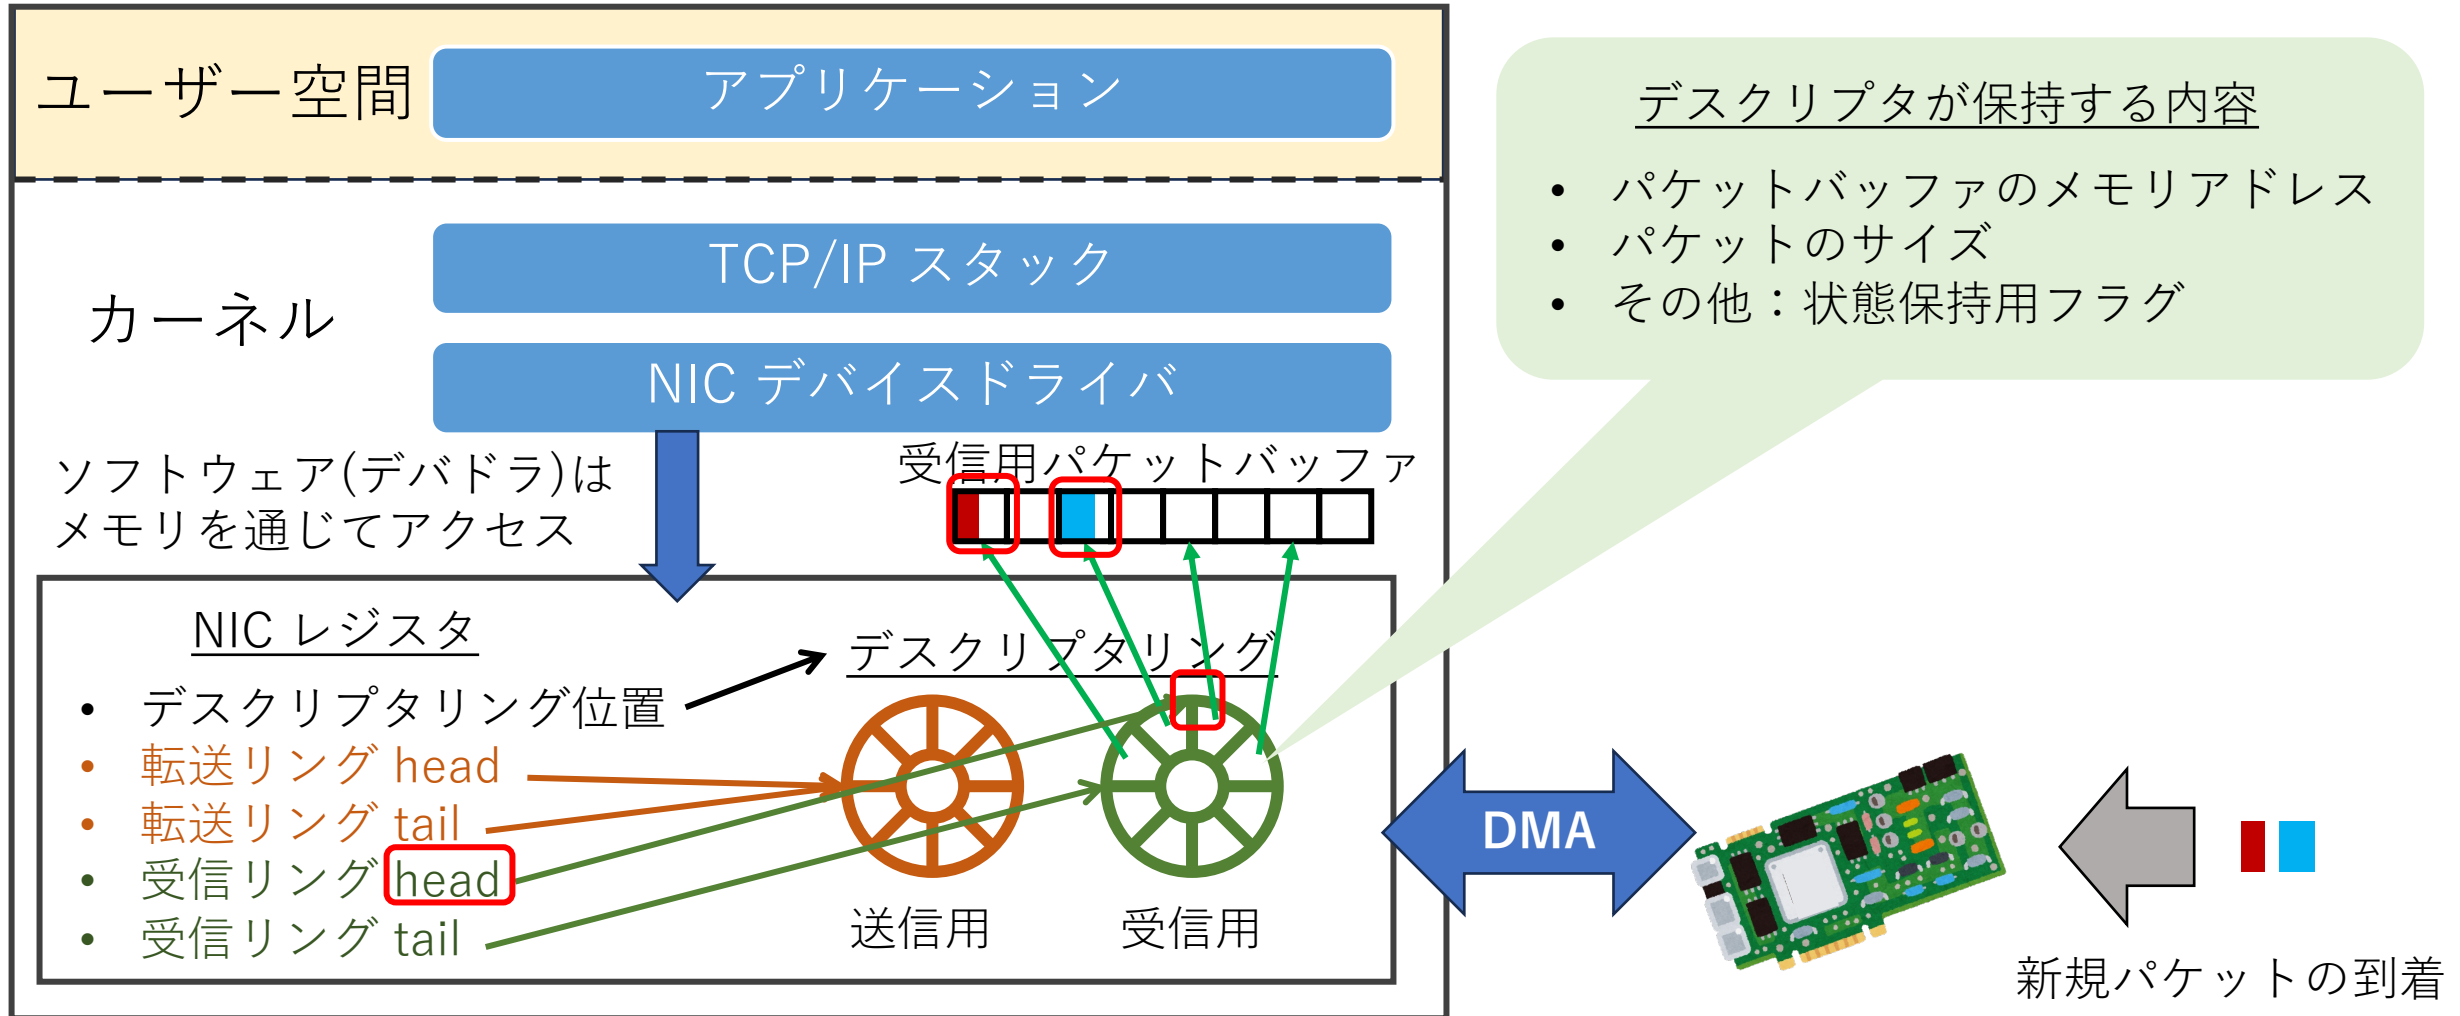 ユーザー空間
アプリケーション
カーネル
TCP/IP スタック
NIC デバイスドライバ
ソフトウェア(デバドラ)は
メモリを通じてアクセス
受信用パケットバッファ
NIC レジスタ
• デスクリプタリング位置
• 転送リング head
• 転送リング tail
• 受信リング head
• 受信リング tail
デスクリプタリング
送信用
受信用
デスクリプタが保持する内容
• パケットバッファのメモリアドレス
• パケットのサイズ
• その他：状態保持用フラグ
DMA
新規パケットの到着